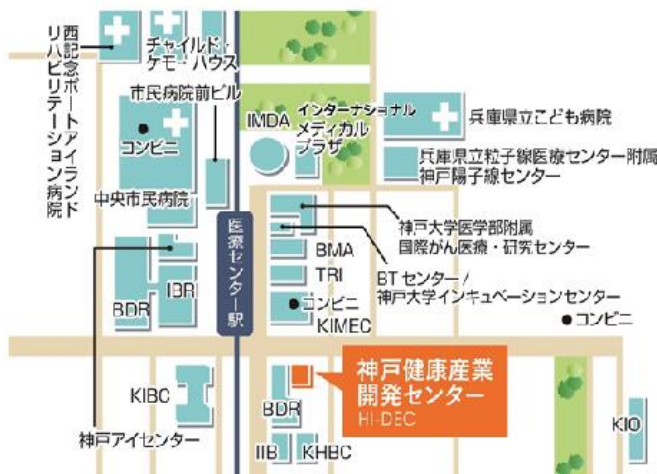 西記念ポートアイランド
リハビリテーション病院
チャイルド・
ケモ・ハウス
市民病院前ビル
コンビニ
中央市民病院
IMDA
インターナショナル
メディカル
プラザ
兵庫県立こども病院
兵庫県立粒子線医療センター附属
神戸陽子線センター
神戸大学医学部附属
国際がん医療・研究センター
BMA
BTセンター/
神戸大学インキュベーションセンター
TRI
コンビニ
KIMEC
医療センター駅
IBRI
BDR
コンビニ
神戸健康産業
開発センター
HI-DEC
KIBC
BDR
神戸アイセンター
IIB
KHBC
KIO